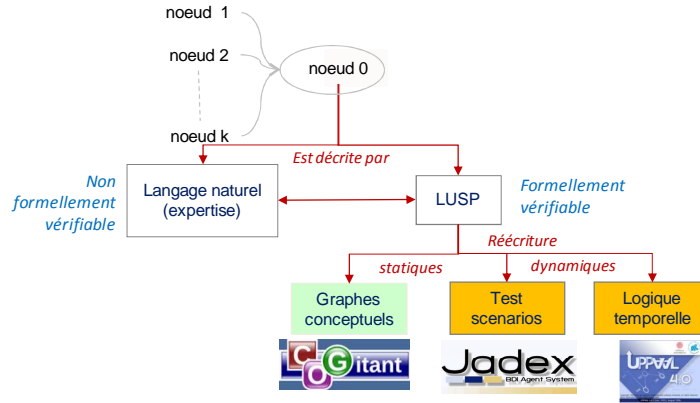 noeud 1
noeud 2
noeud 0
noeud k
Est décrite par
Non
formellement
vérifiable
Langage naturel
(expertise)
LUSP
Formellement
vérifiable
Réécriture
statiques
dynamiques
Graphes
conceptuels
Test
scenarios
Logique
temporelle
COGitant
Jadex
BDI Agent System
UPPAAL
4.0